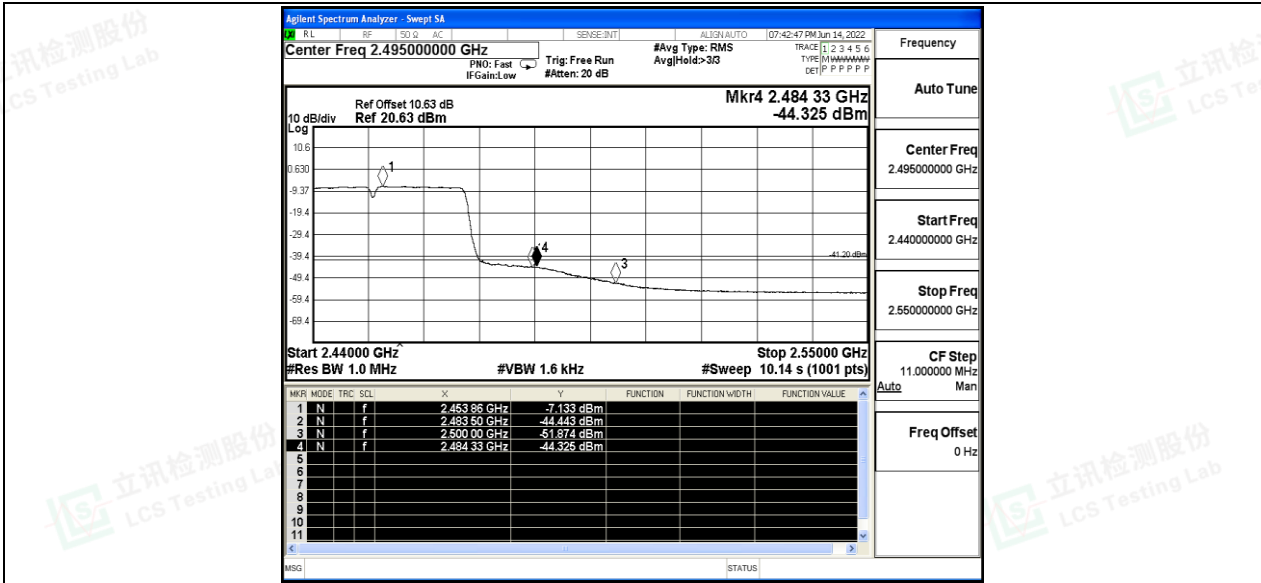 Agilent Spectrum Analyzer - Swept SA
RL RF 50 Ω AC SENSE:INT ALIGN AUTO 07:42:47 PM Jun 14, 2022
Center Freq 2.495000000 GHz
PNO: Fast
IFGain:Low
Trig: Free Run
#Atten: 20 dB
#Avg Type: RMS
Avg|Hold:>3/3
TRACE 1 2 3 4 5 6
TYPE M WWWWW
DET P P P P P P
Mkr4 2.484 33 GHz
-44.325 dBm
Ref Offset 10.63 dB
10 dB/div Ref 20.63 dBm
Log
10.6
0.630
-9.37
-19.4
-29.4
-39.4
-49.4
-59.4
-69.4
1
4
3
-41.20 dBm
Start 2.44000 GHz Stop 2.55000 GHz
#Res BW 1.0 MHz #VBW 1.6 kHz #Sweep 10.14 s (1001 pts)
MKR MODE TRC SCL X Y FUNCTION FUNCTION WIDTH FUNCTION VALUE
1 N f 2.453 86 GHz -7.133 dBm
2 N f 2.483 50 GHz -44.443 dBm
3 N f 2.500 00 GHz -51.874 dBm
4 N f 2.484 33 GHz -44.325 dBm
5
6
7
8
9
10
11
MSG STATUS
Frequency
Auto Tune
Center Freq
2.495000000 GHz
Start Freq
2.440000000 GHz
Stop Freq
2.550000000 GHz
CF Step
11.000000 MHz
Auto Man
Freq Offset
0 Hz
立讯检测股份
LCS Testing Lab
立讯检测股份
LCS Testing Lab